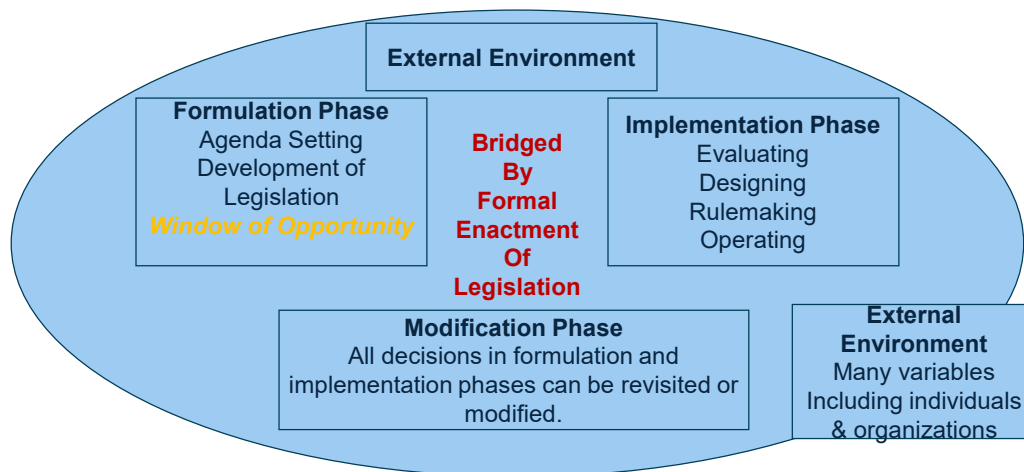 External Environment
Formulation Phase
Agenda Setting
Development of
Legislation
Window of Opportunity
Bridged
By
Formal
Enactment
Of
Legislation
Implementation Phase
Evaluating
Designing
Rulemaking
Operating
Modification Phase
All decisions in formulation and
implementation phases can be revisited or
modified.
External
Environment
Many variables
Including individuals
& organizations